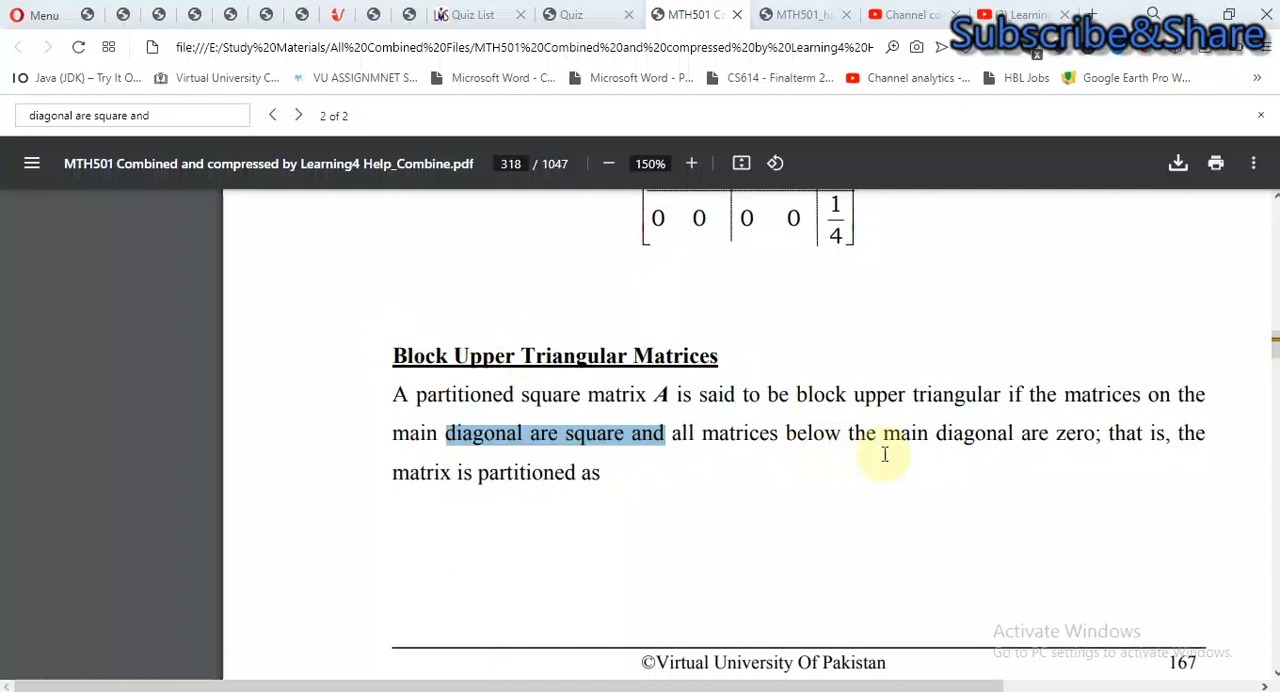 Menu
Quiz List
Quiz
MTH501 C
MTH501_h
Channel co
() Learnin
Subscribe&Share
file:///E:/Study%20Materials/All%20Combined%20Files/MTH501%20Combined%20and%20compressed%20by%20Learning4%20H
Java (JDK) – Try It O...
Virtual University C...
VU ASSIGNMNET S...
Microsoft Word - C...
Microsoft Word - P...
CS614 - Finalterm 2...
Channel analytics -...
HBL Jobs
Google Earth Pro W...
diagonal are square and
2 of 2
MTH501 Combined and compressed by Learning4 Help_Combine.pdf
318 / 1047
150%
0 0 0 0 1/4
Block Upper Triangular Matrices
A partitioned square matrix A is said to be block upper triangular if the matrices on the
main diagonal are square and all matrices below the main diagonal are zero; that is, the
matrix is partitioned as
Activate Windows
Go to PC settings to activate Windows.
©Virtual University Of Pakistan
167